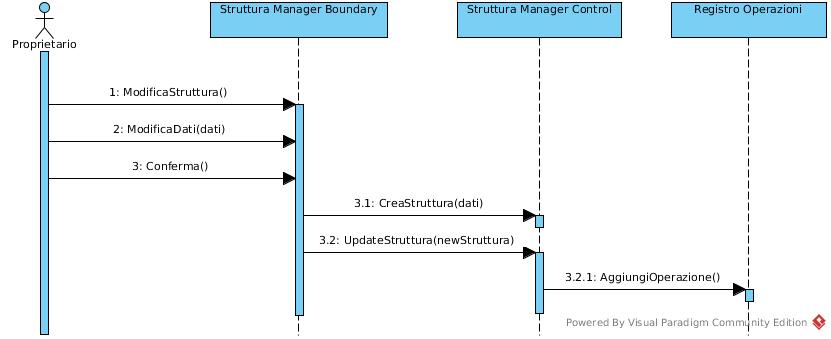 Struttura Manager Boundary
Struttura Manager Control
Registro Operazioni
Proprietario
1: ModificaStruttura()
2: ModificaDati(dati)
3: Conferma()
3.1: CreaStruttura(dati)
3.2: UpdateStruttura(newStruttura)
3.2.1: AggiungiOperazione()
Powered By Visual Paradigm Community Edition